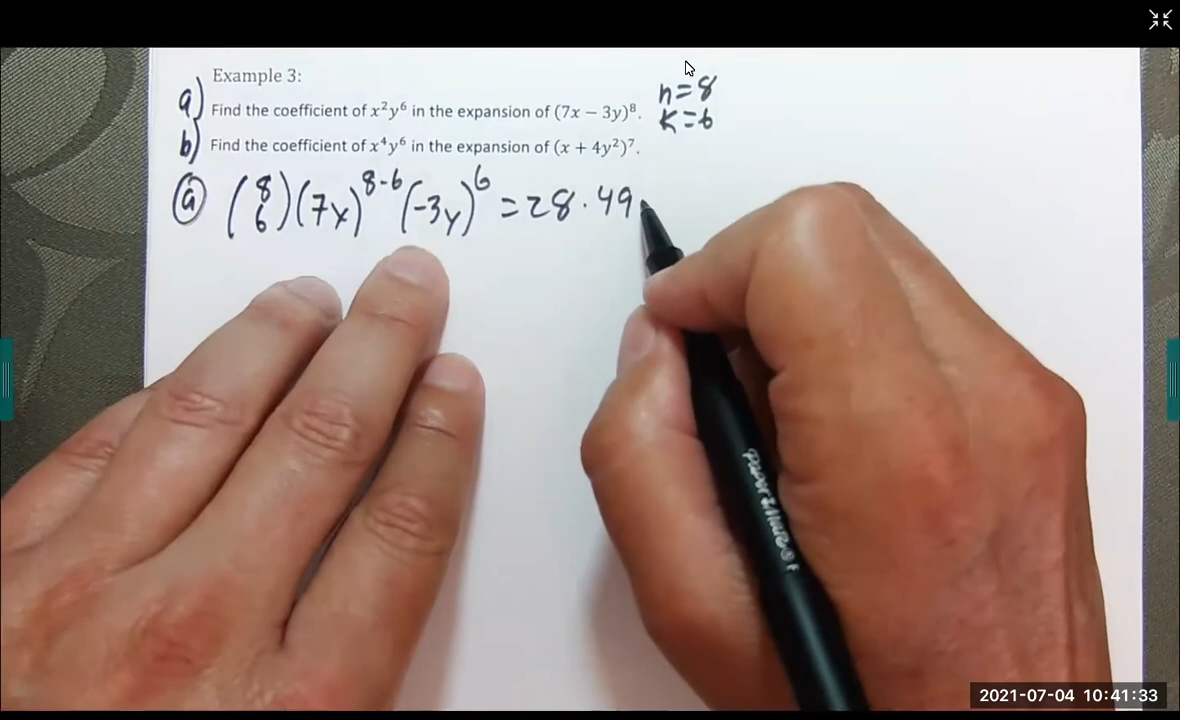 Example 3:
a) Find the coefficient of x²y⁶ in the expansion of (7x − 3y)⁸.
n=8
k=6
b) Find the coefficient of x⁴y⁶ in the expansion of (x + 4y²)⁷.
ⓐ (8 6)(7x)⁸⁻⁶(-3y)⁶ = 28·49
PAPER MATE
2021-07-04 10:41:33